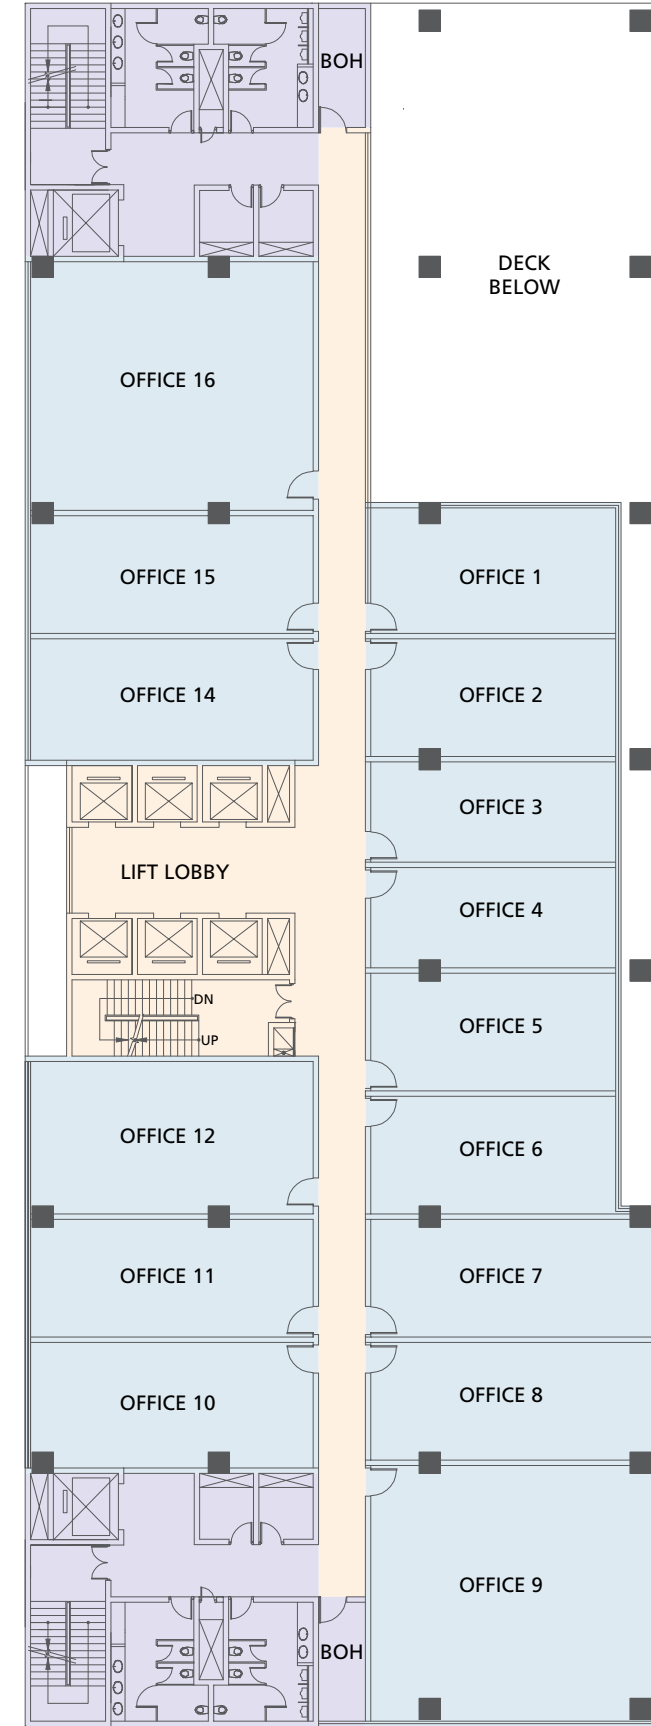 BOH
DECK
BELOW
OFFICE 16
OFFICE 15
OFFICE 1
OFFICE 14
OFFICE 2
OFFICE 3
LIFT LOBBY
OFFICE 4
DN
OFFICE 5
UP
OFFICE 12
OFFICE 6
OFFICE 11
OFFICE 7
OFFICE 10
OFFICE 8
OFFICE 9
BOH